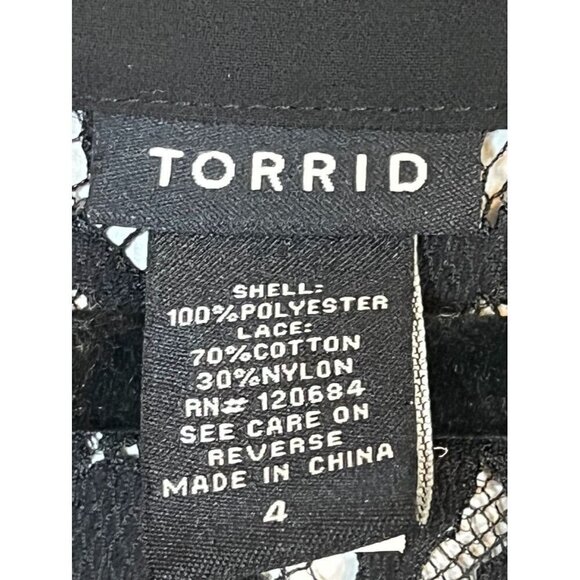 TORRID
SHELL:
100%POLYESTER
LACE:
70%COTTON
30%NYLON
RN# 120684
SEE CARE ON
REVERSE
MADE IN CHINA
4